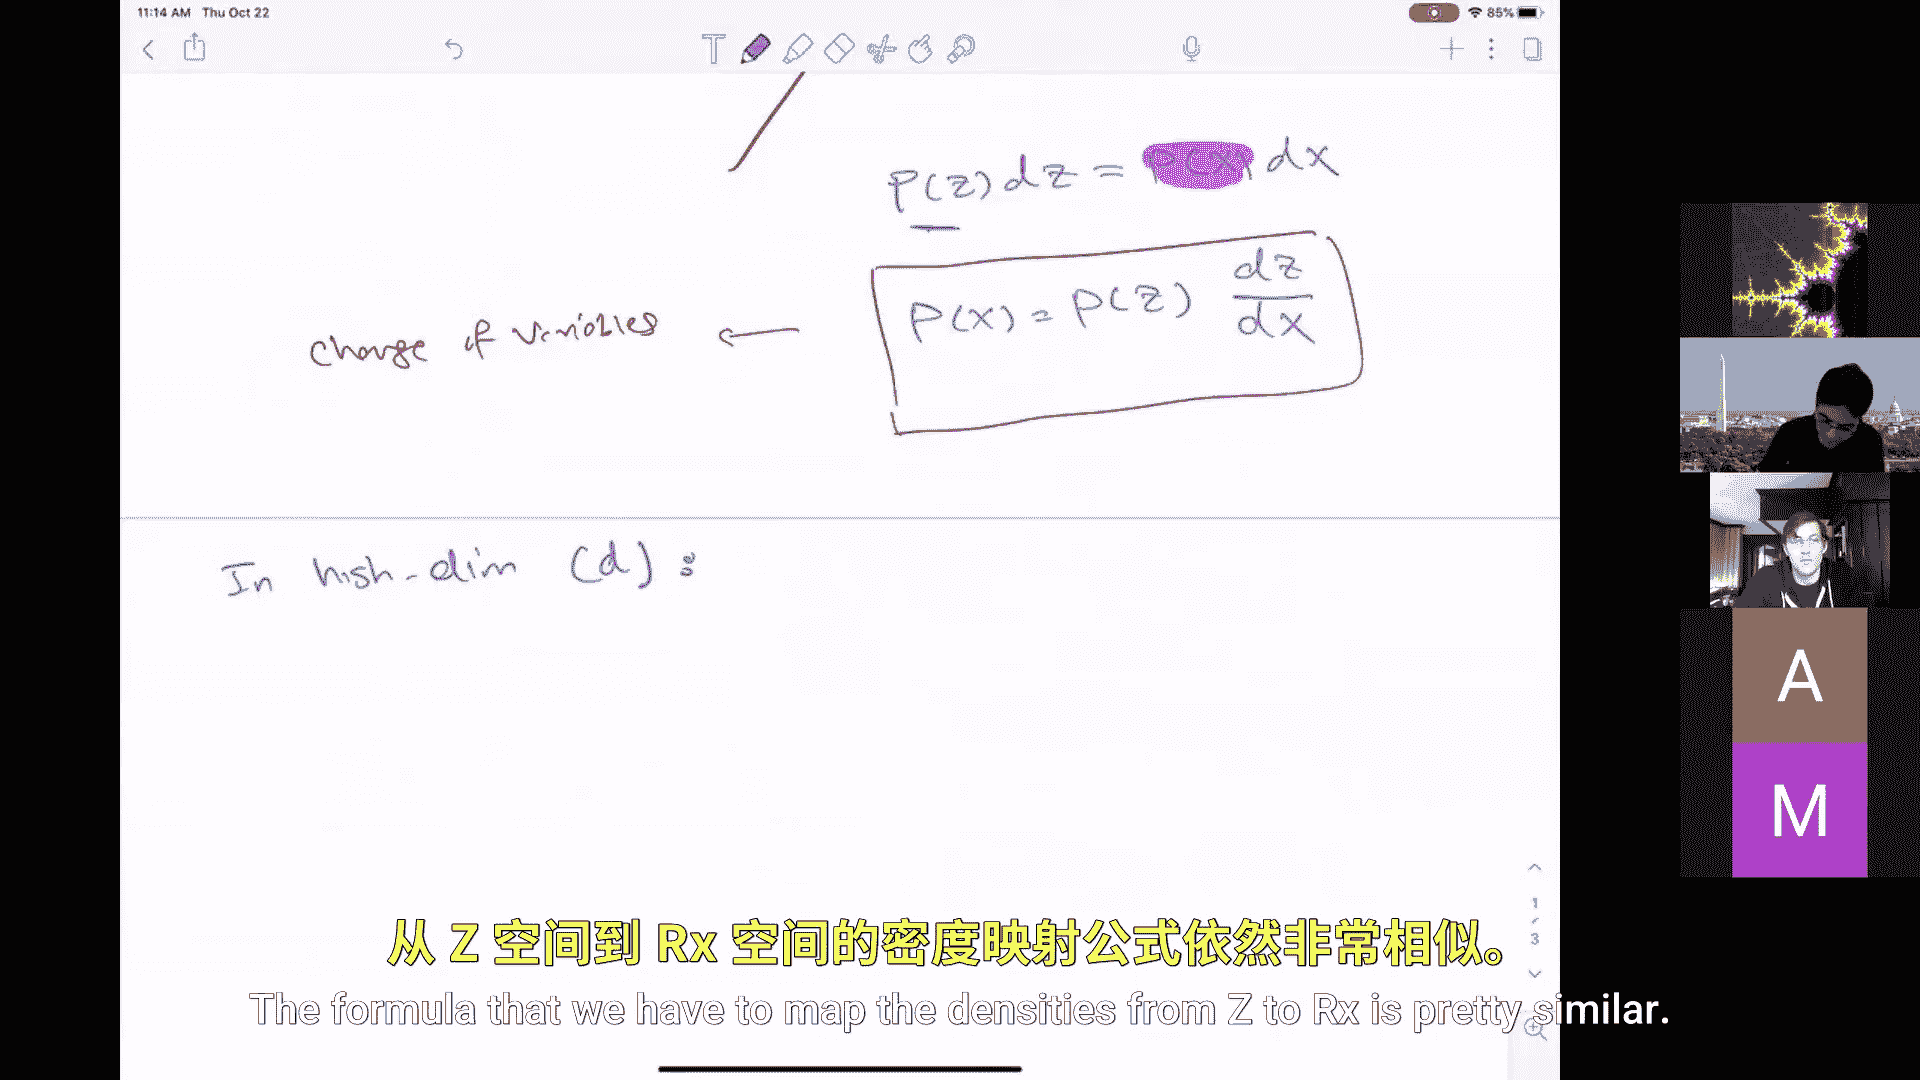 11:14 AM Thu Oct 22
85%
T
P(z) dz = P(x) dx
P(x) = P(z) dz/dx
change of variables ←
In high-dim (d) :
A
M
1
3
从 Z 空间到 Rx 空间的密度映射公式依然非常相似。
The formula that we have to map the densities from Z to Rx is pretty similar.